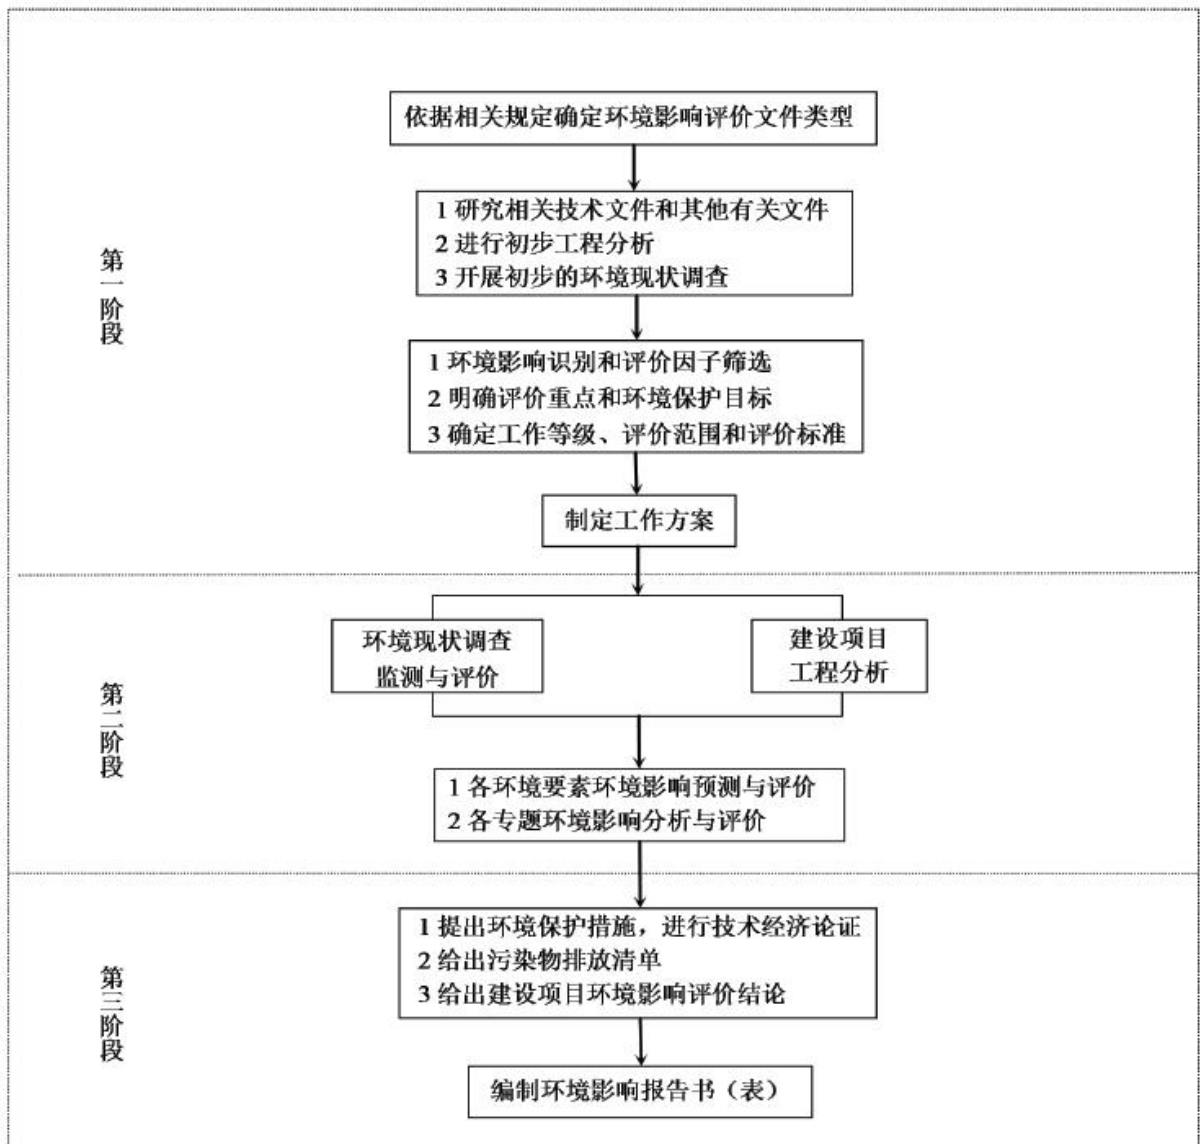 依据相关规定确定环境影响评价文件类型
第一阶段
1 研究相关技术文件和其他有关文件
2 进行初步工程分析
3 开展初步的环境现状调查
1 环境影响识别和评价因子筛选
2 明确评价重点和环境保护目标
3 确定工作等级、评价范围和评价标准
制定工作方案
第二阶段
环境现状调查
监测与评价
建设项目
工程分析
1 各环境要素环境影响预测与评价
2 各专题环境影响分析与评价
第三阶段
1 提出环境保护措施，进行技术经济论证
2 给出污染物排放清单
3 给出建设项目环境影响评价结论
编制环境影响报告书（表）